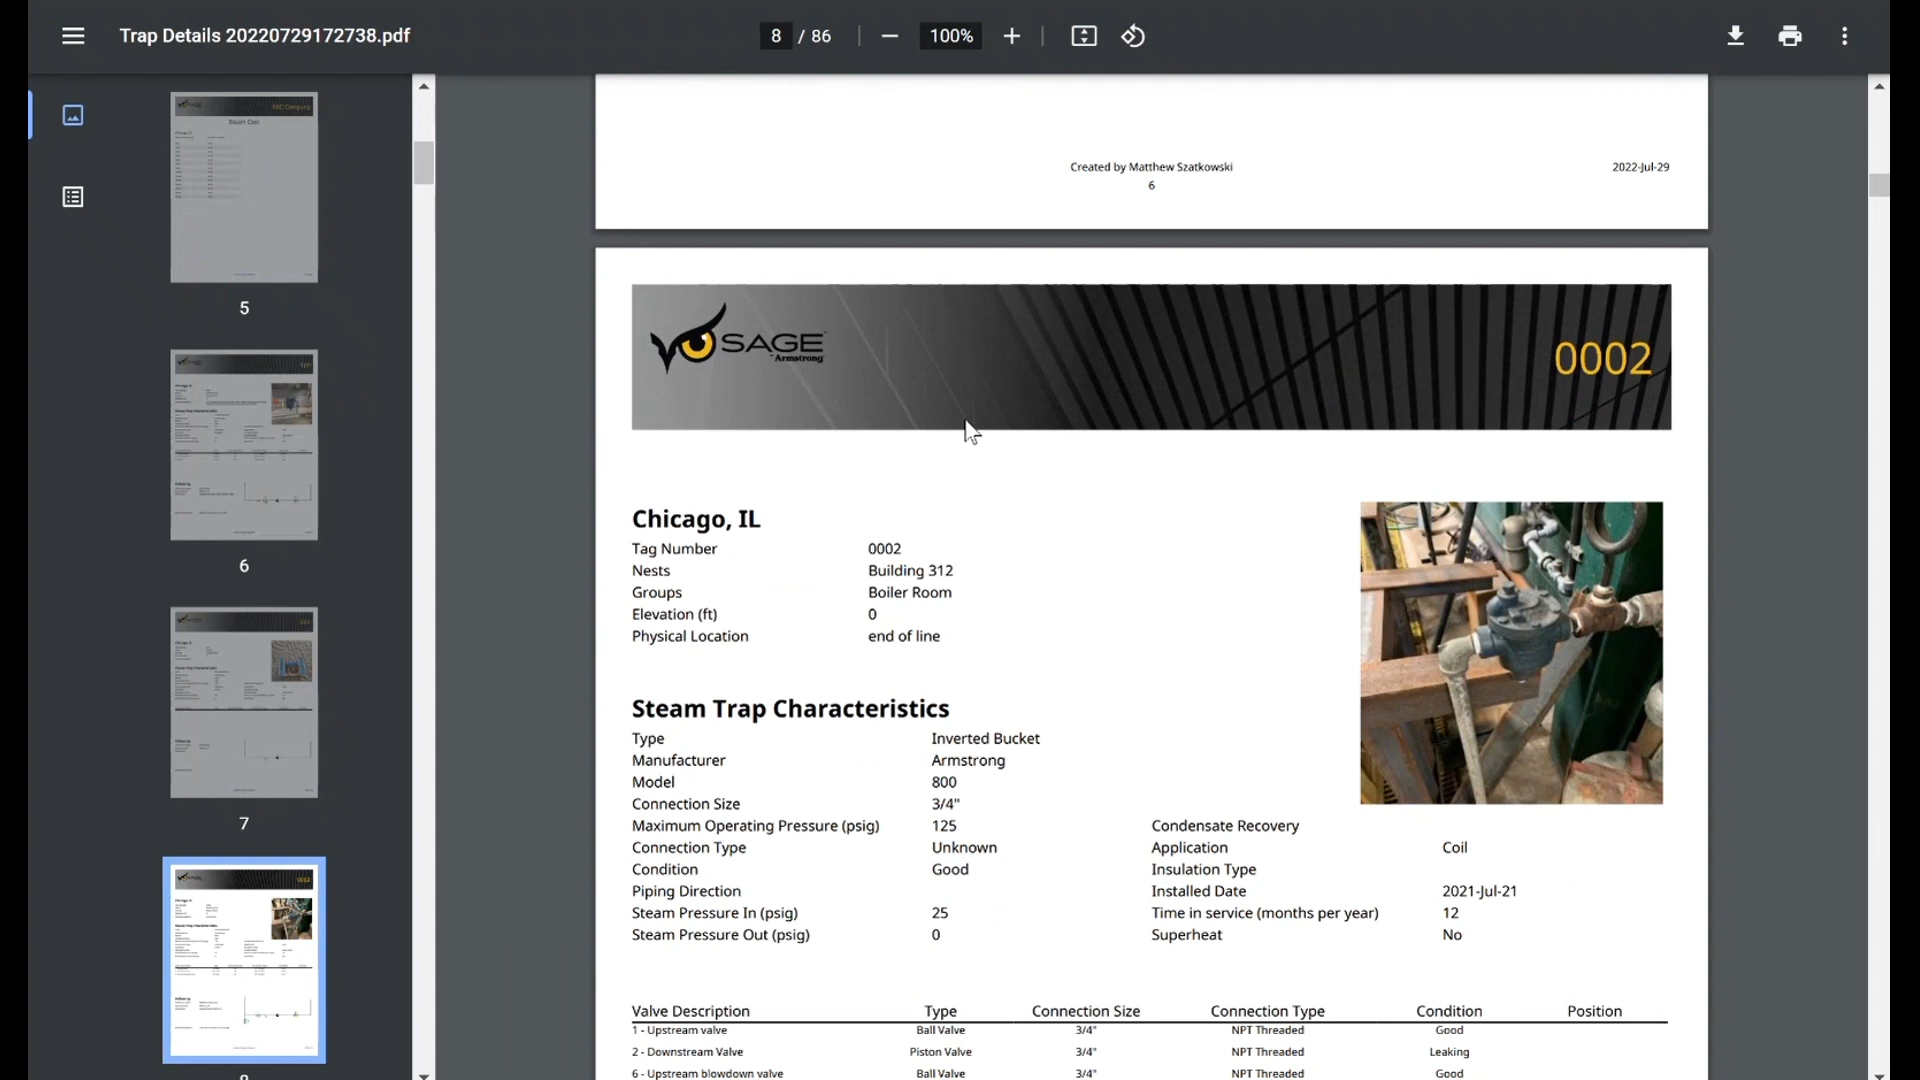 Trap Details 20220729172738.pdf
8 / 86
100%
ABC Company
Steam Cost
5
6
7
8
Created by Matthew Szatkowski
2022-Jul-29
6
SAGE™
by Armstrong
0002
Chicago, IL
Tag Number 0002
Nests Building 312
Groups Boiler Room
Elevation (ft) 0
Physical Location end of line
Steam Trap Characteristics
Type Inverted Bucket
Manufacturer Armstrong
Model 800
Connection Size 3/4"
Maximum Operating Pressure (psig) 125 Condensate Recovery
Connection Type Unknown Application Coil
Condition Good Insulation Type
Piping Direction Installed Date 2021-Jul-21
Steam Pressure In (psig) 25 Time in service (months per year) 12
Steam Pressure Out (psig) 0 Superheat No
Valve Description Type Connection Size Connection Type Condition Position
1 - Upstream valve Ball Valve 3/4" NPT Threaded Good
2 - Downstream Valve Piston Valve 3/4" NPT Threaded Leaking
6 - Upstream blowdown valve Ball Valve 3/4" NPT Threaded Good